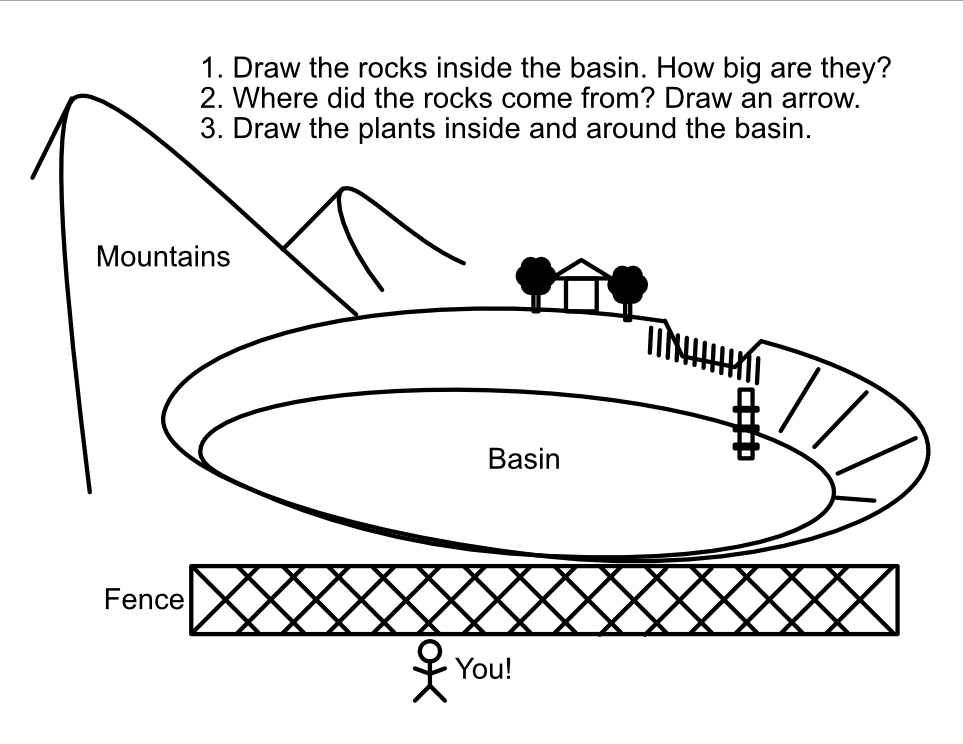 1. Draw the rocks inside the basin. How big are they?
2. Where did the rocks come from? Draw an arrow.
3. Draw the plants inside and around the basin.
Mountains
Basin
Fence
You!